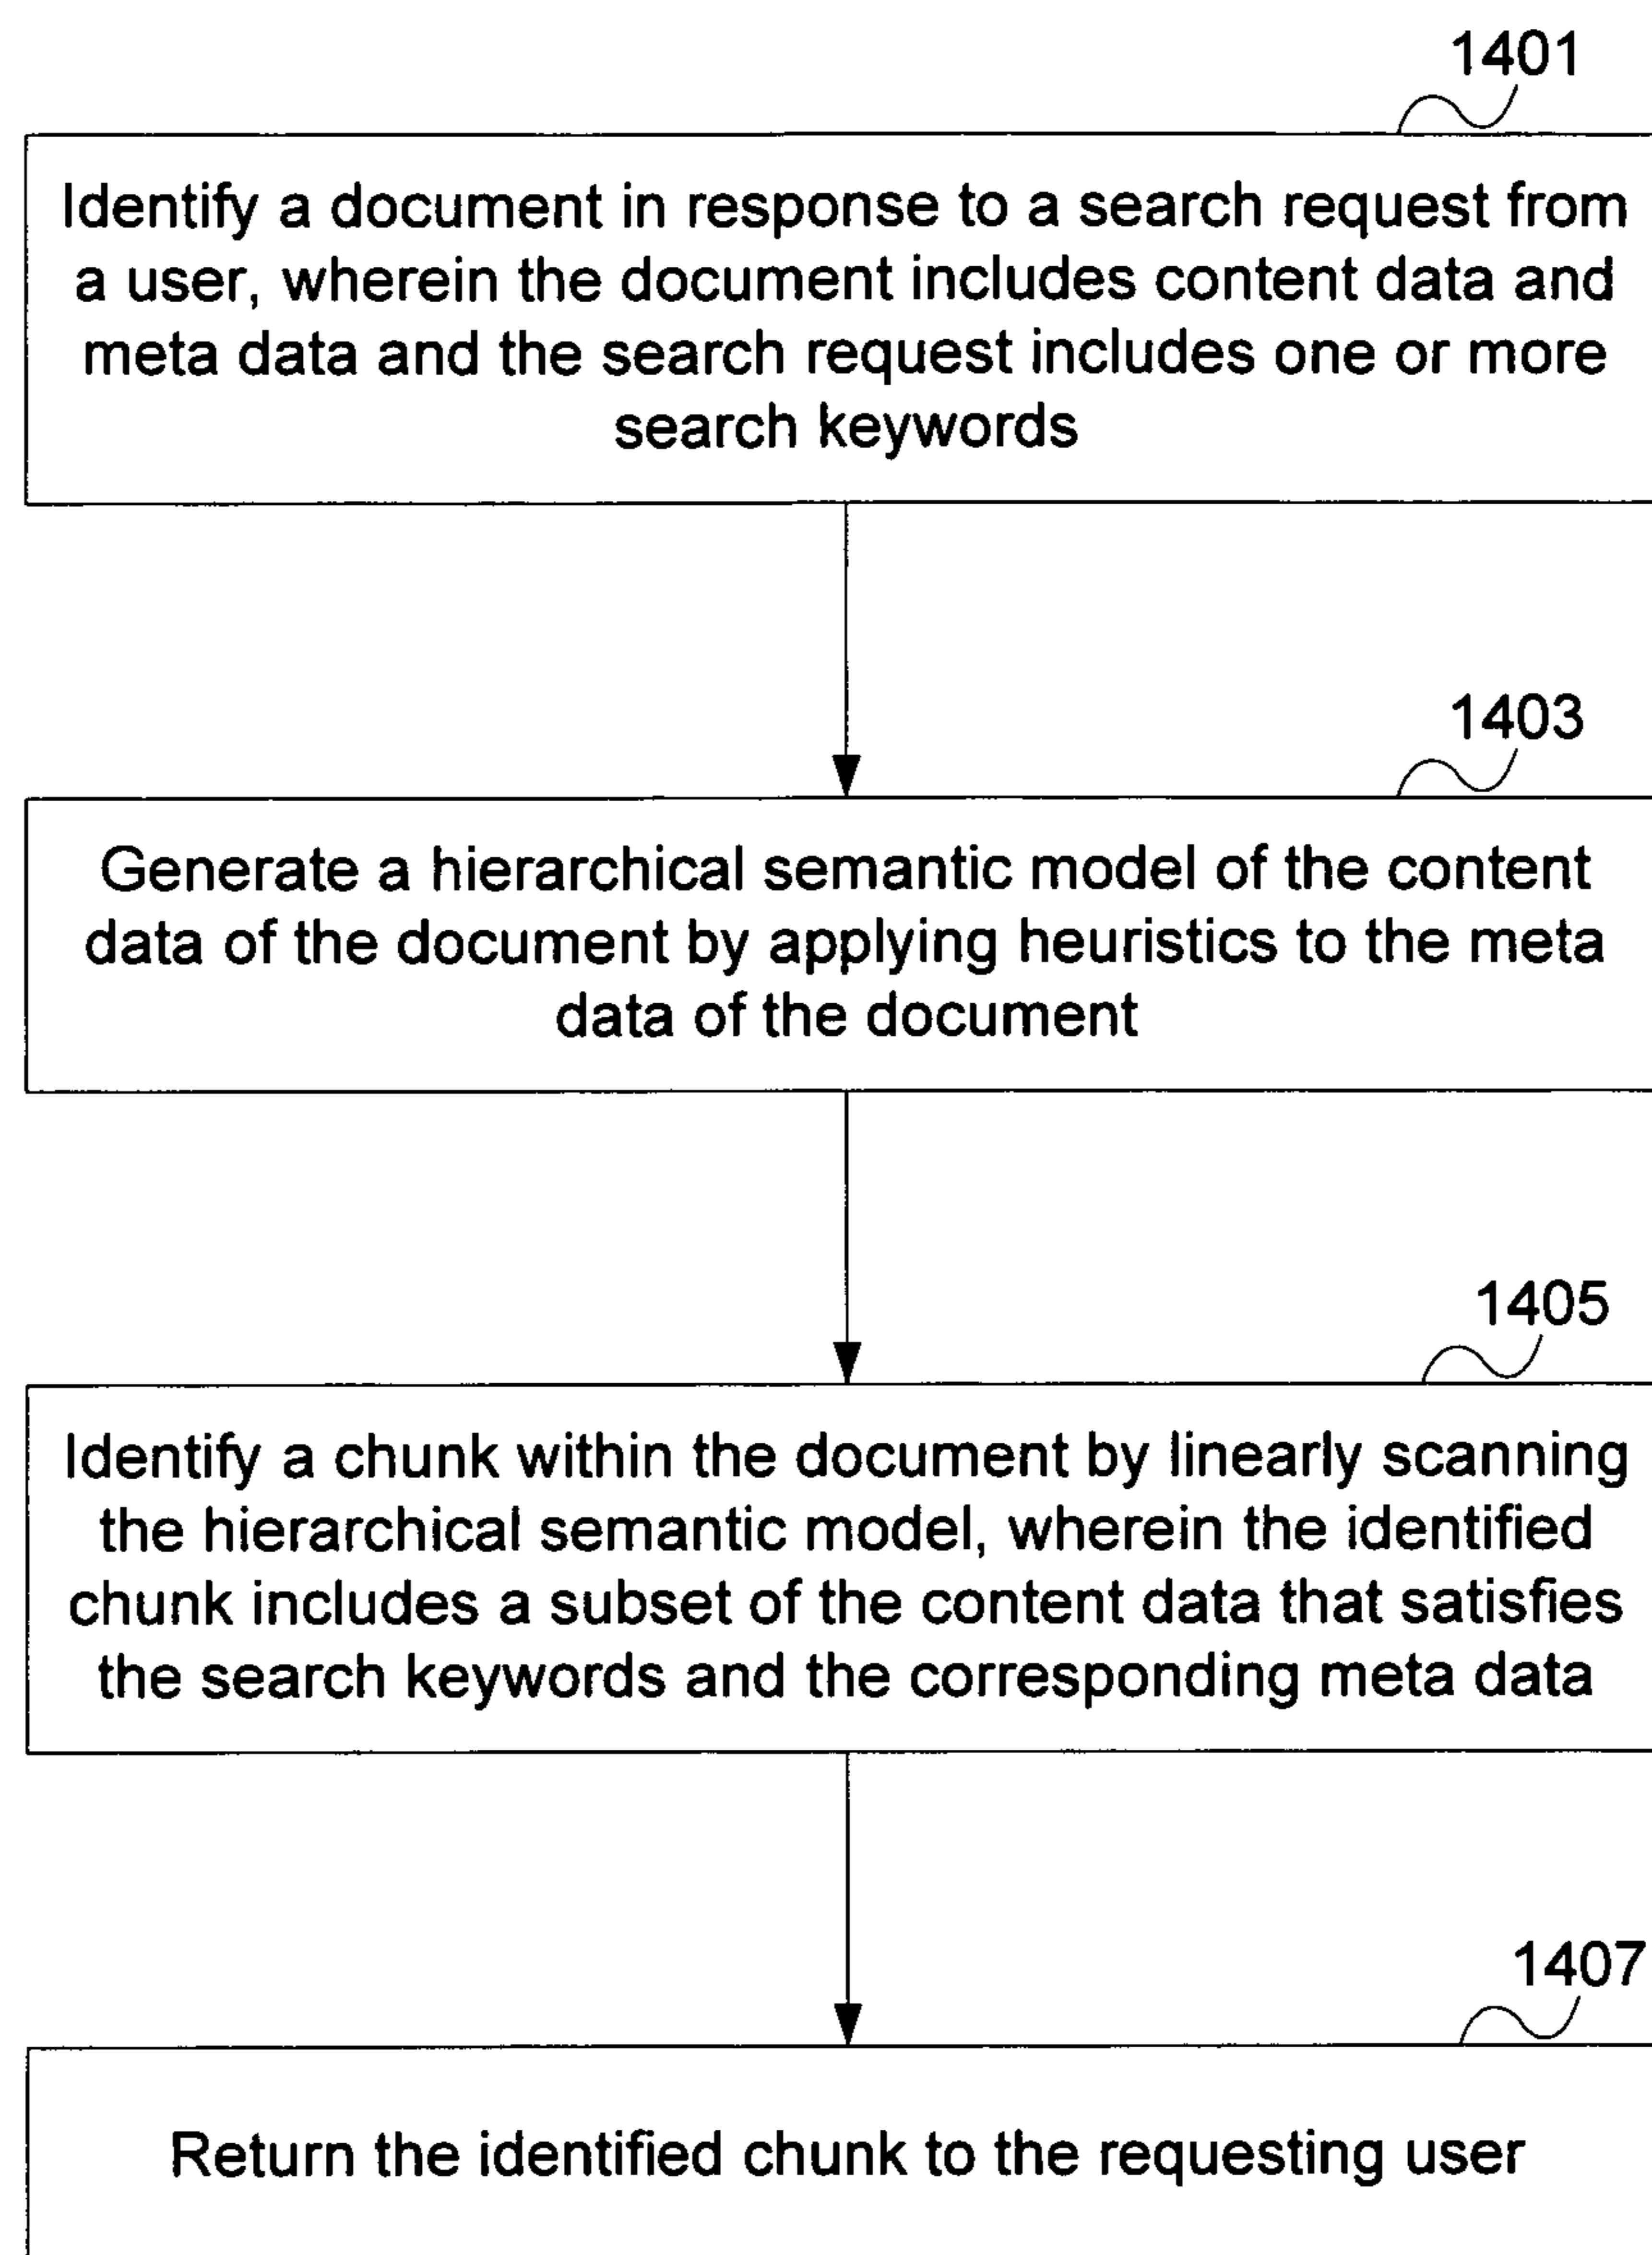 1401
Identify a document in response to a search request from
a user, wherein the document includes content data and
meta data and the search request includes one or more
search keywords
1403
Generate a hierarchical semantic model of the content
data of the document by applying heuristics to the meta
data of the document
1405
Identify a chunk within the document by linearly scanning
the hierarchical semantic model, wherein the identified
chunk includes a subset of the content data that satisfies
the search keywords and the corresponding meta data
1407
Return the identified chunk to the requesting user